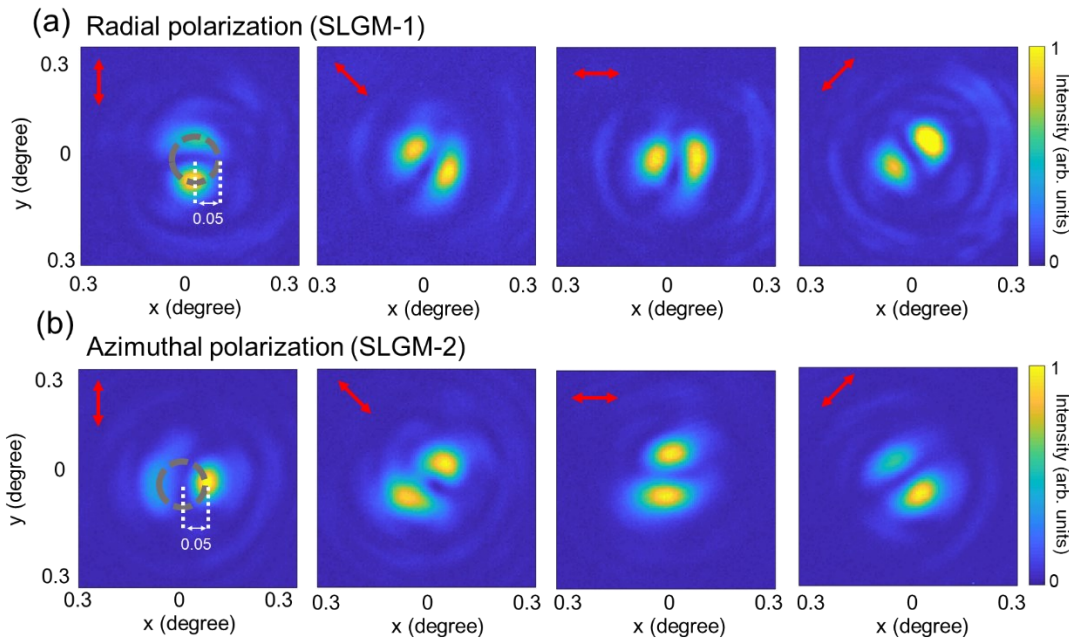 (a) Radial polarization (SLGM-1)
0.3
0
0.3
y (degree)
0.05
0.3 0 0.3
x (degree)
0 0.3
x (degree)
0.3 0 0.3
x (degree)
0.3 0 0.3
x (degree)
1
0
Intensity (arb. units)
(b)
Azimuthal polarization (SLGM-2)
0.3
0
0.3
y (degree)
0.05
0.3 0 0.3
x (degree)
0.3 0 0.3
x (degree)
0.3 0 0.3
x (degree)
0.3 0 0.3
x (degree)
1
0
Intensity (arb. units)